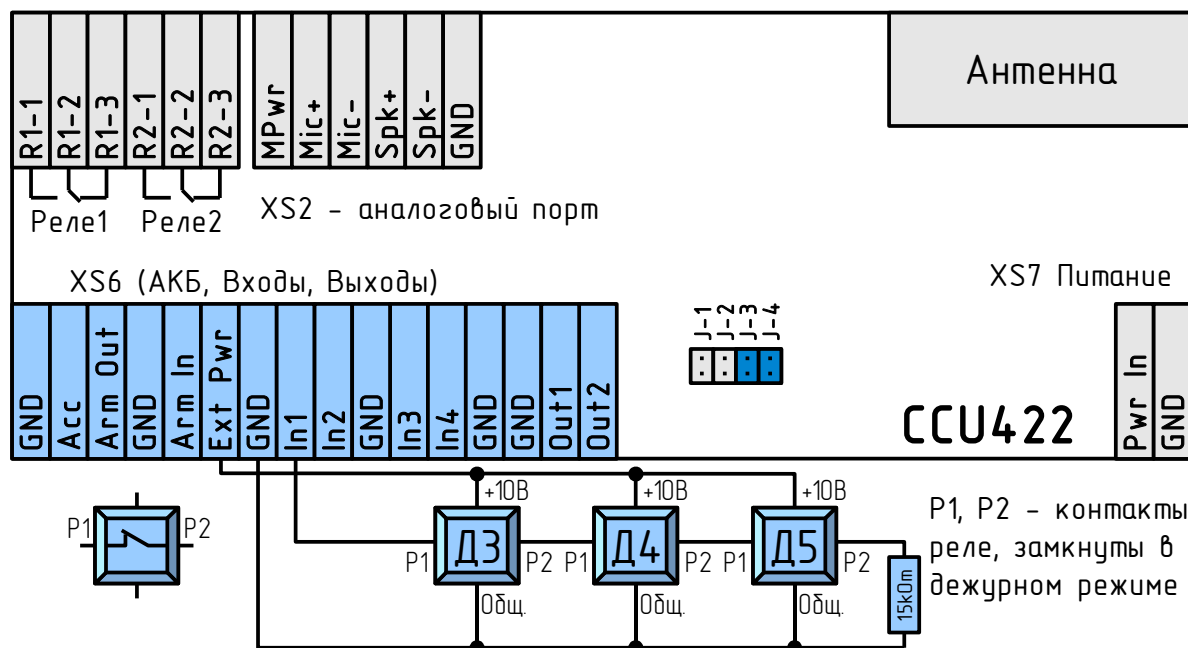 R1-1
R1-2
R1-3
R2-1
R2-2
R2-3
MPwr
Mic+
Mic-
Spk+
Spk-
GND
Антенна
Реле1
Реле2
XS2 - аналоговый порт
XS6 (АКБ, Входы, Выходы)
XS7 Питание
GND
Acc
Arm Out
GND
Arm In
Ext Pwr
GND
In1
In2
GND
In3
In4
GND
GND
Out1
Out2
J-1
J-2
J-3
J-4
CCU422
Pwr In
GND
P1
P2
+10В
P1
Д3
P2
Общ.
+10В
P1
Д4
P2
Общ.
+10В
P1
Д5
P2
Общ.
15кОm
P1, P2 - контакты
реле, замкнуты в
дежурном режиме